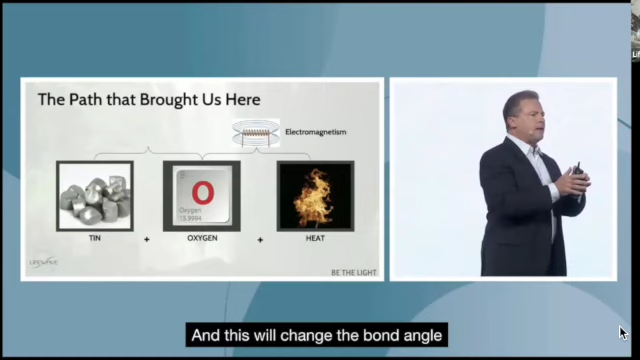 The Path that Brought Us Here
Electromagnetism
8
O
Oxygen
15.9994
TIN + OXYGEN + HEAT
LIFEWAVE
BE THE LIGHT
And this will change the bond angle